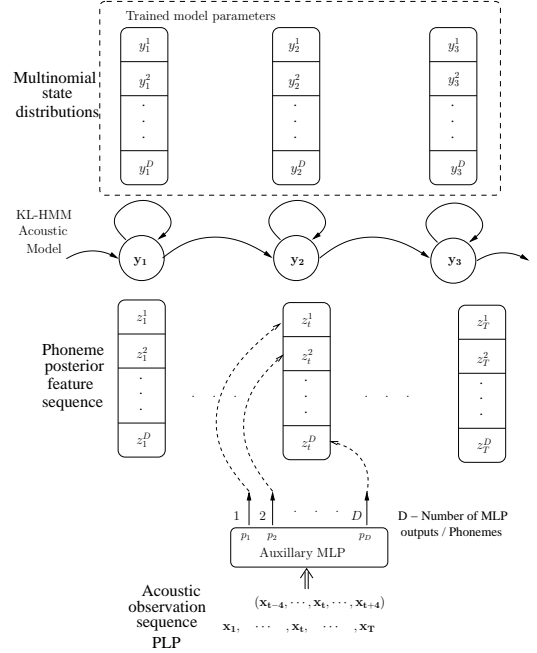 Trained model parameters
y_1^1 y_2^1 y_3^1
Multinomial
state
distributions
y_1^2 y_2^2 y_3^2
. . .
. . .
. . .
y_1^D y_2^D y_3^D
KL-HMM
Acoustic
Model
y_1 y_2 y_3
z_1^1 z_t^1 z_T^1
Phoneme
posterior
feature
sequence
z_1^2 z_t^2 z_T^2
. . .
. . . . . . . . .
. . .
z_1^D z_t^D z_T^D
1 2 . . . D
p_1 p_2 p_D
D – Number of MLP
outputs / Phonemes
Auxillary MLP
Acoustic
observation
sequence
PLP
(x_{t-4}, ⋯, x_t, ⋯, x_{t+4})
x_1, ⋯ , x_t, ⋯ , x_T